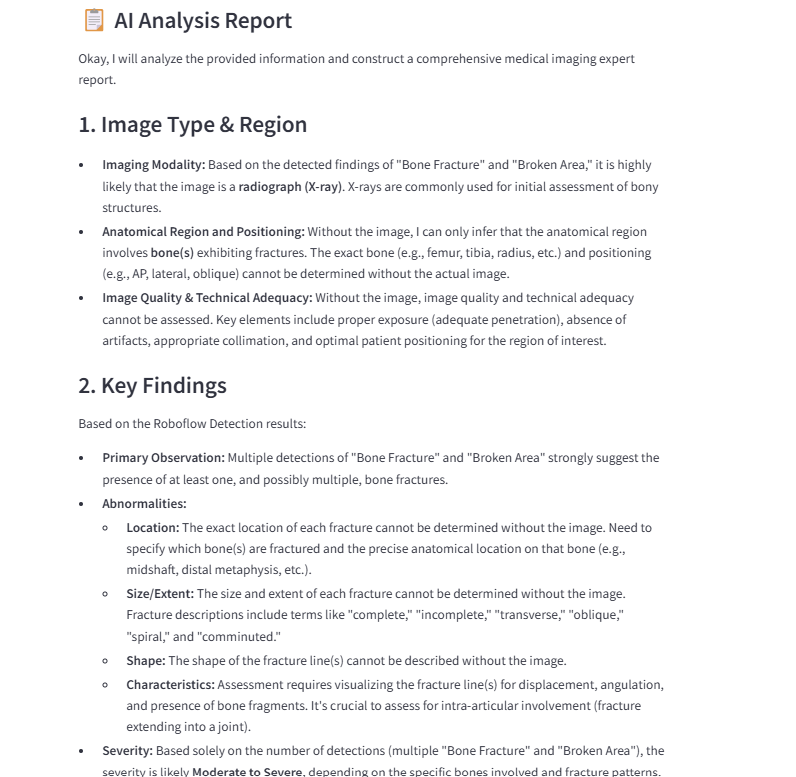 📋 AI Analysis Report
Okay, I will analyze the provided information and construct a comprehensive medical imaging expert
report.
1. Image Type & Region
• Imaging Modality: Based on the detected findings of "Bone Fracture" and "Broken Area," it is highly
likely that the image is a radiograph (X-ray). X-rays are commonly used for initial assessment of bony
structures.
• Anatomical Region and Positioning: Without the image, I can only infer that the anatomical region
involves bone(s) exhibiting fractures. The exact bone (e.g., femur, tibia, radius, etc.) and positioning
(e.g., AP, lateral, oblique) cannot be determined without the actual image.
• Image Quality & Technical Adequacy: Without the image, image quality and technical adequacy
cannot be assessed. Key elements include proper exposure (adequate penetration), absence of
artifacts, appropriate collimation, and optimal patient positioning for the region of interest.
2. Key Findings
Based on the Roboflow Detection results:
• Primary Observation: Multiple detections of "Bone Fracture" and "Broken Area" strongly suggest the
presence of at least one, and possibly multiple, bone fractures.
• Abnormalities:
◦ Location: The exact location of each fracture cannot be determined without the image. Need to
specify which bone(s) are fractured and the precise anatomical location on that bone (e.g.,
midshaft, distal metaphysis, etc.).
◦ Size/Extent: The size and extent of each fracture cannot be determined without the image.
Fracture descriptions include terms like "complete," "incomplete," "transverse," "oblique,"
"spiral," and "comminuted."
◦ Shape: The shape of the fracture line(s) cannot be described without the image.
◦ Characteristics: Assessment requires visualizing the fracture line(s) for displacement, angulation,
and presence of bone fragments. It's crucial to assess for intra-articular involvement (fracture
extending into a joint).
• Severity: Based solely on the number of detections (multiple "Bone Fracture" and "Broken Area"), the
severity is likely Moderate to Severe, depending on the specific bones involved and fracture patterns.